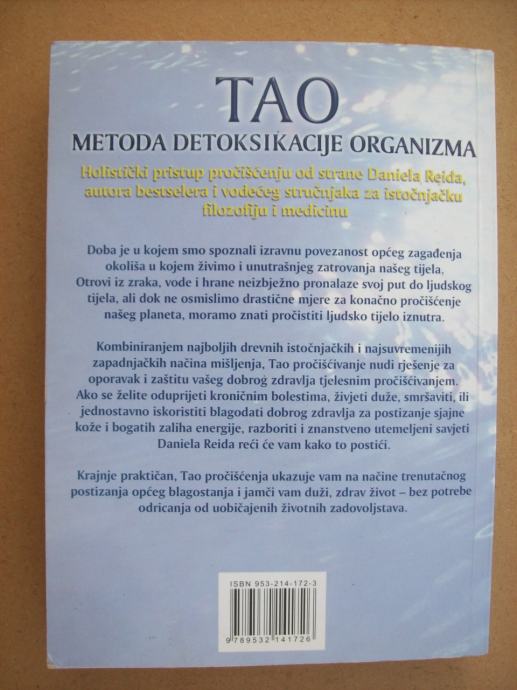 TAO
METODA DETOKSIKACIJE ORGANIZMA
Holistički pristup pročišćenju od strane Daniela Reida,
autora bestselera i vodećeg stručnjaka za istočnjačku
filozofiju i medicinu
Doba je u kojem smo spoznali izravnu povezanost općeg zagađenja
okoliša u kojem živimo i unutrašnjeg zatrovanja našeg tijela.
Otrovi iz zraka, vode i hrane neizbježno pronalaze svoj put do ljudskog
tijela, ali dok ne osmislimo drastične mjere za konačno pročišćenje
našeg planeta, moramo znati pročistiti ljudsko tijelo iznutra.
Kombiniranjem najboljih drevnih istočnjačkih i najsuvremenijih
zapadnjačkih načina mišljenja, Tao pročišćivanje nudi rješenje za
oporavak i zaštitu vašeg dobrog zdravlja tjelesnim pročišćivanjem.
Ako se želite oduprijeti kroničnim bolestima, živjeti duže, smršaviti, ili
jednostavno iskoristiti blagodati dobrog zdravlja za postizanje sjajne
kože i bogatih zaliha energije, razboriti i znanstveno utemeljeni savjeti
Daniela Reida reći će vam kako to postići.
Krajnje praktičan, Tao pročišćenja ukazuje vam na načine trenutačnog
postizanja općeg blagostanja i jamči vam duži, zdrav život – bez potrebe
odricanja od uobičajenih životnih zadovoljstava.
ISBN 953-214-172-3
9 789532 141726